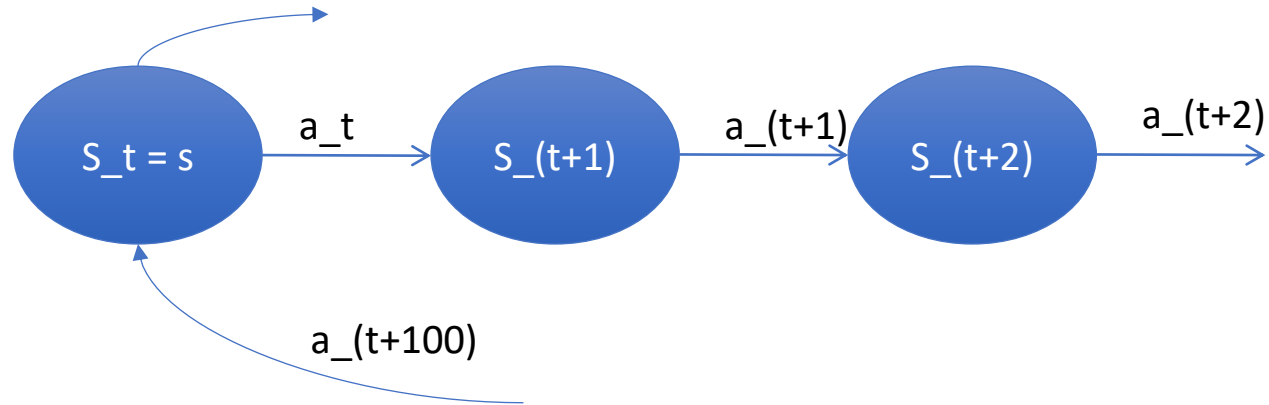 S_t = s
a_t
S_(t+1)
a_(t+1)
S_(t+2)
a_(t+2)
a_(t+100)